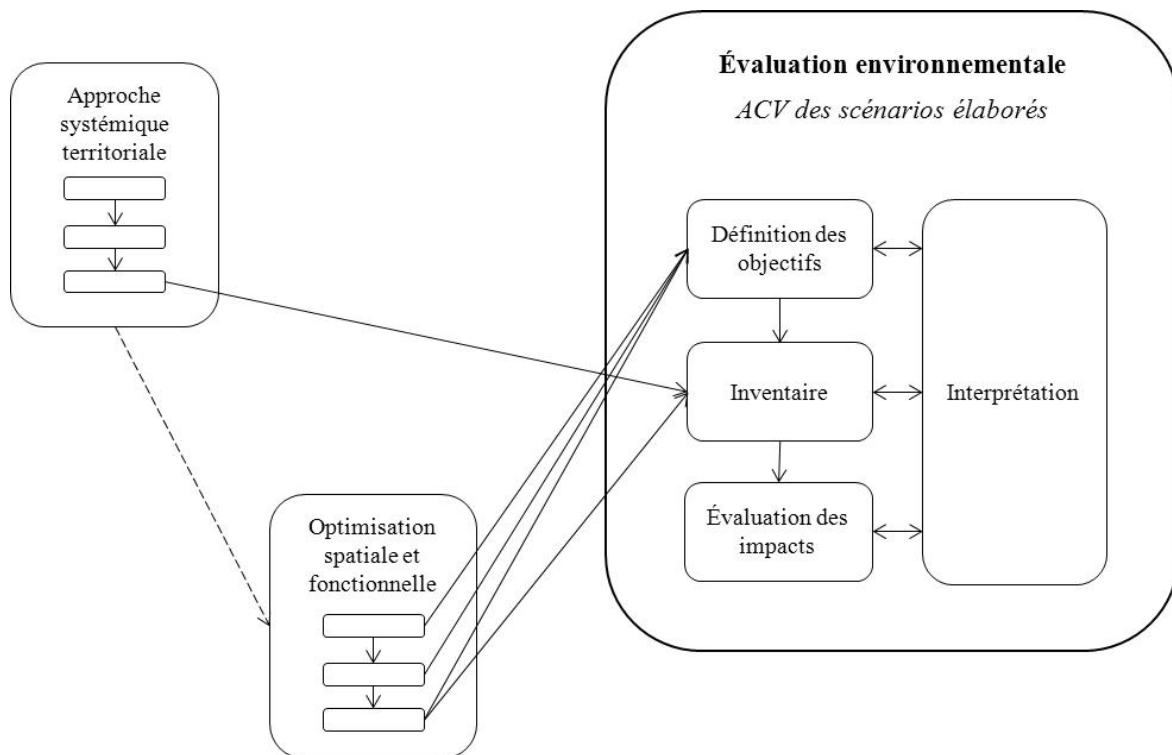 Approche
systémique
territoriale
Évaluation environnementale
ACV des scénarios élaborés
Définition des
objectifs
Inventaire
Interprétation
Évaluation des
impacts
Optimisation
spatiale et
fonctionnelle